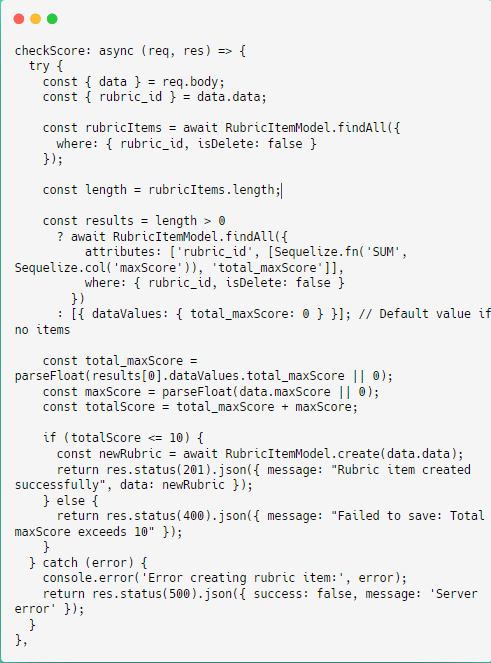 checkScore: async (req, res) => {
  try {
    const { data } = req.body;
    const { rubric_id } = data.data;

    const rubricItems = await RubricItemModel.findAll({
      where: { rubric_id, isDelete: false }
    });

    const length = rubricItems.length;

    const results = length > 0
      ? await RubricItemModel.findAll({
          attributes: ['rubric_id', [Sequelize.fn('SUM',
Sequelize.col('maxScore')), 'total_maxScore']],
          where: { rubric_id, isDelete: false }
        })
      : [{ dataValues: { total_maxScore: 0 } }]; // Default value if
no items

    const total_maxScore =
parseFloat(results[0].dataValues.total_maxScore || 0);
    const maxScore = parseFloat(data.maxScore || 0);
    const totalScore = total_maxScore + maxScore;

    if (totalScore <= 10) {
      const newRubric = await RubricItemModel.create(data.data);
      return res.status(201).json({ message: "Rubric item created
successfully", data: newRubric });
    } else {
      return res.status(400).json({ message: "Failed to save: Total
maxScore exceeds 10" });
    }
  } catch (error) {
    console.error('Error creating rubric item:', error);
    return res.status(500).json({ success: false, message: 'Server
error' });
  }
},